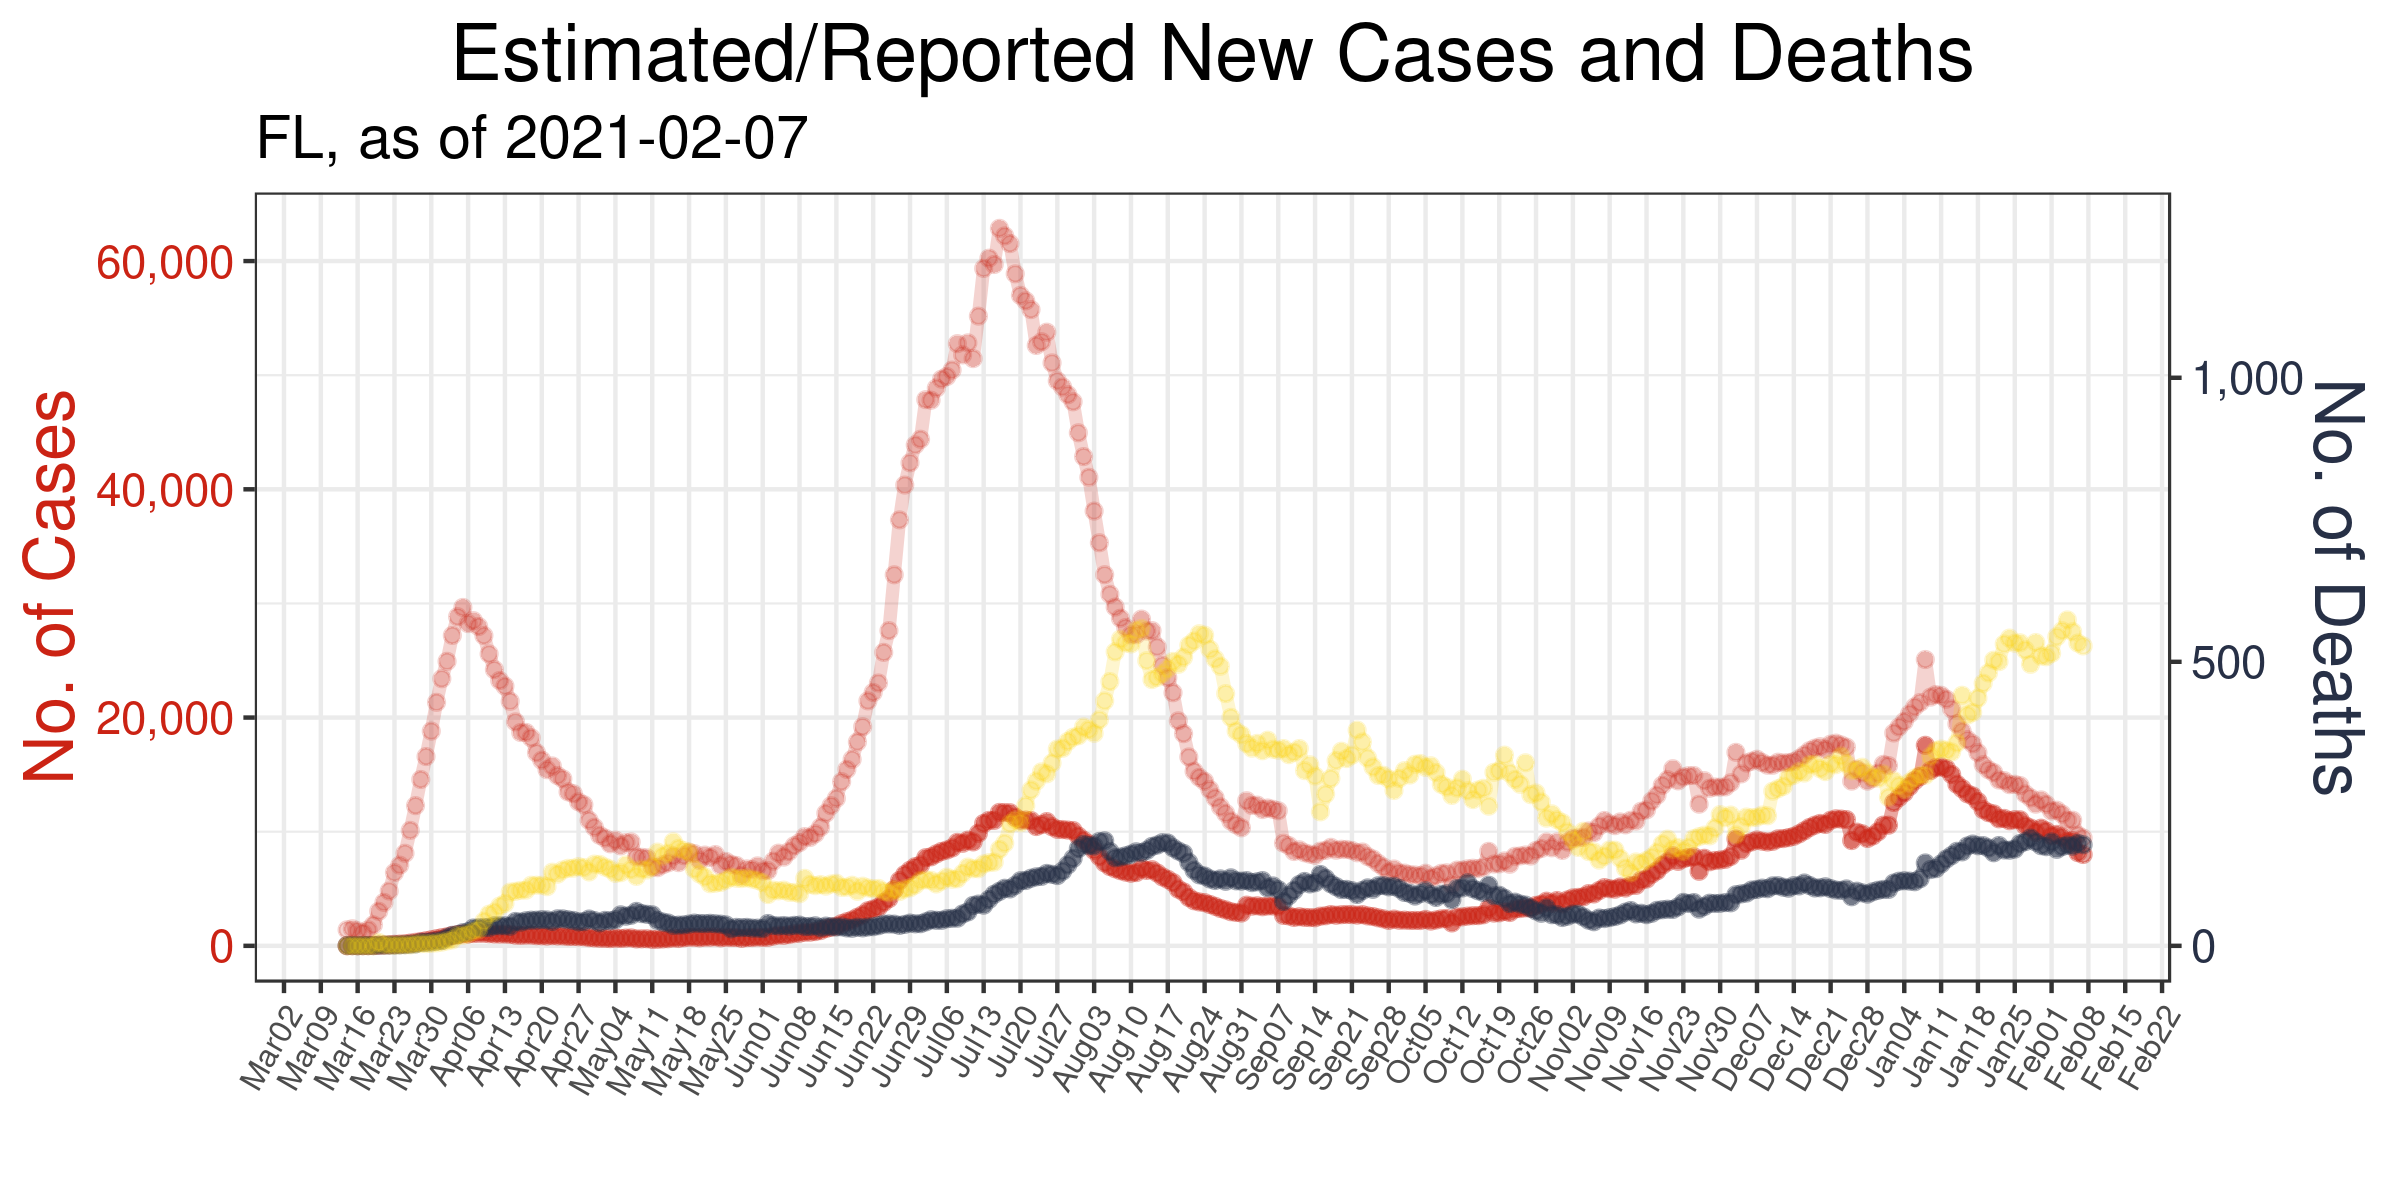 Estimated/Reported New Cases and Deaths
FL, as of 2021-02-07
No. of Cases
60,000
40,000
20,000
0
1,000
500
0
No. of Deaths
Mar02
Mar09
Mar16
Mar23
Mar30
Apr06
Apr13
Apr20
Apr27
May04
May11
May18
May25
Jun01
Jun08
Jun15
Jun22
Jun29
Jul06
Jul13
Jul20
Jul27
Aug03
Aug10
Aug17
Aug24
Aug31
Sep07
Sep14
Sep21
Sep28
Oct05
Oct12
Oct19
Oct26
Nov02
Nov09
Nov16
Nov23
Nov30
Dec07
Dec14
Dec21
Dec28
Jan04
Jan11
Jan18
Jan25
Feb01
Feb08
Feb15
Feb22